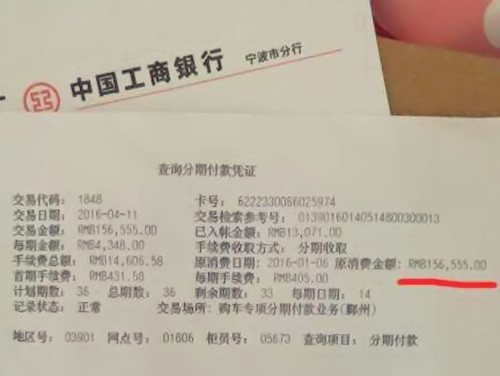 中国工商银行 宁波市分行
查询分期付款凭证
交易代码: 1848 卡号: 6222330066025974
交易日期: 2016-04-11 交易检索参考号: 01390160140514800300013
交易金额: RMB156,555.00 已入帐金额: RMB13,071.00
每期金额: RMB4,348.00 手续费收取方式: 分期收取
手续费总额: RMB14,606.58 原消费日期: 2016-01-06 原消费金额: RMB156,555.00
首期手续费: RMB431.58 每期手续费: RMB405.00
计划期数: 36 总期数: 36 剩余期数: 33 每期日期: 14
记录状态: 正常 交易场所: 购车专项分期付款业务(鄞州)
地区号: 03901 网点号: 01606 柜员号: 05673 查询项目: 分期付款